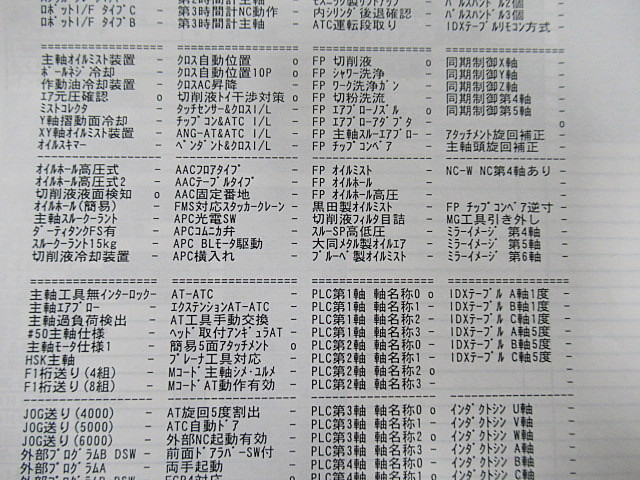 ロボットI/F タイプC - 第3時間計NC動作 - 内シリンダ後退確認 - パルスハンドル3個 -
ロボットI/F タイプB - 第3時間計主軸 - ATC運転段取り - IDXテーブルリモコン方式 -
主軸オイルミスト装置 - クロス自動位置 o FP 切削液 o 同期制御X軸 -
ボールネジ冷却 - クロス自動位置10P o FP シャワー洗浄 - 同期制御Y軸 -
作動油冷却装置 - クロスAC昇降 - FP ワーク洗浄ガン - 同期制御Z軸 -
エア元圧確認 o 切削液トイ干渉対策 o FP 切粉洗流 - 同期制御第4軸 -
ミストコレクタ - タッチセンサー&クロスI/L - FP エアブローノズル o 同期制御第5軸 -
Y軸摺動面冷却 - チップコン&ATC I/L - FP エアブローアダプタ - o
XY軸オイルミスト装置 - ANG-AT&ATC I/L - FP 主軸スルーエアブロー - アタッチメント旋回補正 -
オイルスキマー - ペンダント&クロスI/L - FP チップコンベア - 主軸頭旋回補正 -
オイルホール高圧式 - AACフロアタイプ - FP オイルミスト - NC-W NC第4軸あり -
オイルホール高圧式2 - AACテーブルタイプ - FP オイルホール - -
切削液液面検知 o AAC固定番地 - FP オイルホール高圧 - -
オイルホール(簡易) - FMS対応スタッカークレーン - 黒田製オイルミスト - FP チップコンベア逆寸 -
主軸スルークーラント - APC光電SW - 切削液フィルタ目詰 - MG工具引き外し -
ダーティタンクFS有 - APCコムニカ弁 - スルーSP高低圧 - ミラーイメージ 第4軸 -
スルークーラント15kg - APC BLモータ駆動 - 大同メタル製オイルエア - ミラーイメージ 第5軸 -
切削液冷却装置 - APC横入れ - ブルーベ製オイルミスト - ミラーイメージ 第6軸 -
主軸工具無インターロック - AT-ATC - PLC第1軸 軸名称0 o IDXテーブル A軸1度 -
主軸エアブロー - エクステンションAT-ATC - PLC第1軸 軸名称1 - IDXテーブル B軸1度 -
主軸過負荷検出 - AT工具手動交換 - PLC第1軸 軸名称2 - IDXテーブル C軸1度 -
#50主軸仕様 - ヘッド取付アンギュラAT - PLC第1軸 軸名称3 - IDXテーブル A軸5度 -
主軸モータ仕様1 - 簡易5面アタッチメント o PLC第2軸 軸名称0 - IDXテーブル B軸5度 -
HSK主軸 - プレーナ工具対応 - PLC第2軸 軸名称1 - IDXテーブル C軸5度 -
F1桁送り(4組) - Mコード主軸シメ・ユルメ - PLC第2軸 軸名称2 o -
F1桁送り(8組) - MコードAT動作有効 - PLC第2軸 軸名称3 - -
JOG送り(4000) - AT旋回5度割出 - PLC第3軸 軸名称0 o インダクトシン U軸 -
JOG送り(5000) - ATC自動ドア - PLC第3軸 軸名称1 o インダクトシン V軸 -
JOG送り(6000) - 外部NC起動有効 - PLC第3軸 軸名称2 o インダクトシン W軸 -
外部プログラムB DSW - 前面ドアラバーSW付 - PLC第3軸 軸名称3 - インダクトシン A軸 -
外部プログラムA - 両手起動 - PLC第4軸 軸名称0 - インダクトシン B軸 -